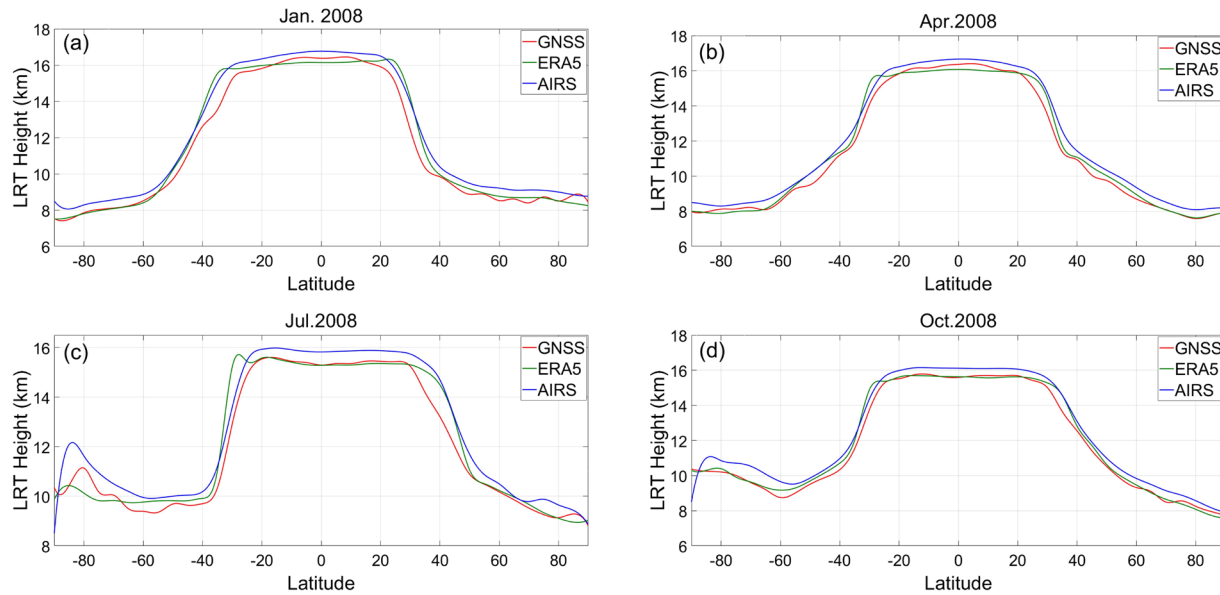 Jan. 2008
(a)
GNSS
ERA5
AIRS
LRT Height (km)
18
16
14
12
10
8
6
-80 -60 -40 -20 0 20 40 60 80
Latitude
Apr.2008
(b)
GNSS
ERA5
AIRS
LRT Height (km)
18
16
14
12
10
8
6
-80 -60 -40 -20 0 20 40 60 80
Latitude
Jul.2008
(c)
GNSS
ERA5
AIRS
LRT Height (km)
16
14
12
10
8
-80 -60 -40 -20 0 20 40 60 80
Latitude
Oct.2008
(d)
GNSS
ERA5
AIRS
LRT Height (km)
18
16
14
12
10
8
6
-80 -60 -40 -20 0 20 40 60 80
Latitude